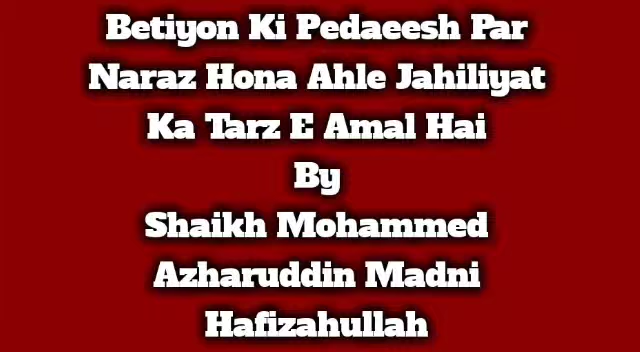 Betiyon Ki Pedaeesh Par
Naraz Hona Ahle Jahiliyat
Ka Tarz E Amal Hai
By
Shaikh Mohammed
Azharuddin Madni
Hafizahullah